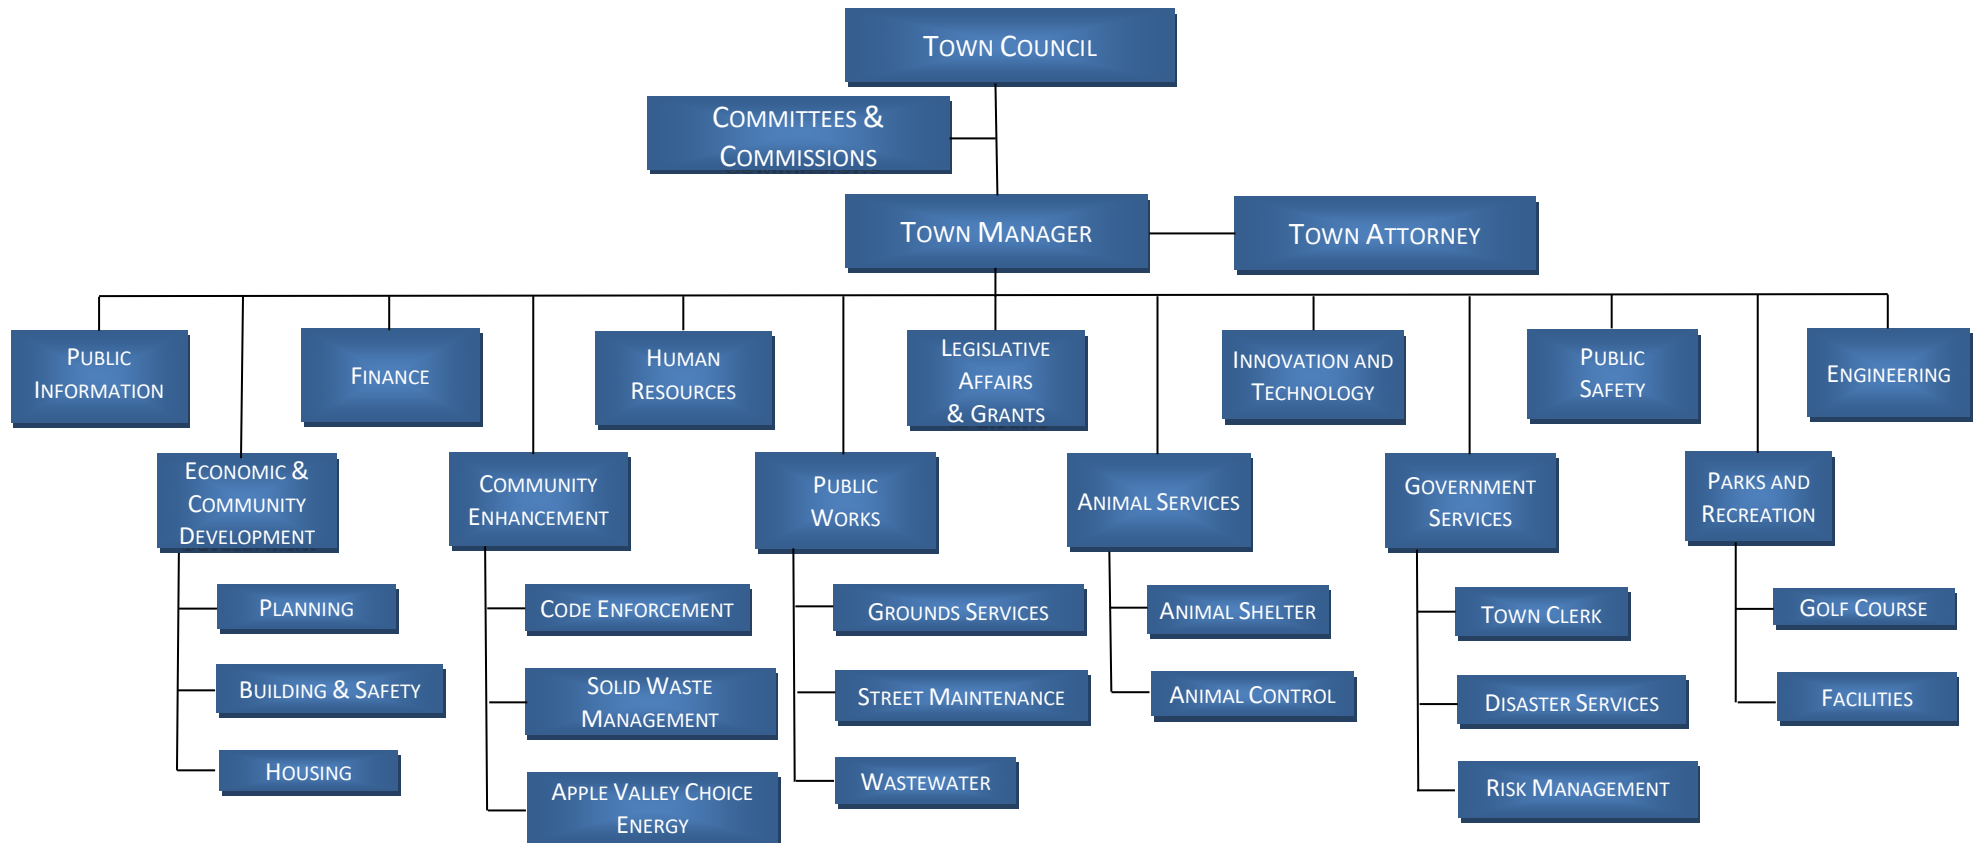 TOWN COUNCIL
COMMITTEES &
COMMISSIONS
TOWN MANAGER
TOWN ATTORNEY
PUBLIC
INFORMATION
FINANCE
HUMAN
RESOURCES
LEGISLATIVE
AFFAIRS
& GRANTS
INNOVATION AND
TECHNOLOGY
PUBLIC
SAFETY
ENGINEERING
ECONOMIC &
COMMUNITY
DEVELOPMENT
COMMUNITY
ENHANCEMENT
PUBLIC
WORKS
ANIMAL SERVICES
GOVERNMENT
SERVICES
PARKS AND
RECREATION
PLANNING
BUILDING & SAFETY
HOUSING
CODE ENFORCEMENT
SOLID WASTE
MANAGEMENT
APPLE VALLEY CHOICE
ENERGY
GROUNDS SERVICES
STREET MAINTENANCE
WASTEWATER
ANIMAL SHELTER
ANIMAL CONTROL
TOWN CLERK
DISASTER SERVICES
RISK MANAGEMENT
GOLF COURSE
FACILITIES